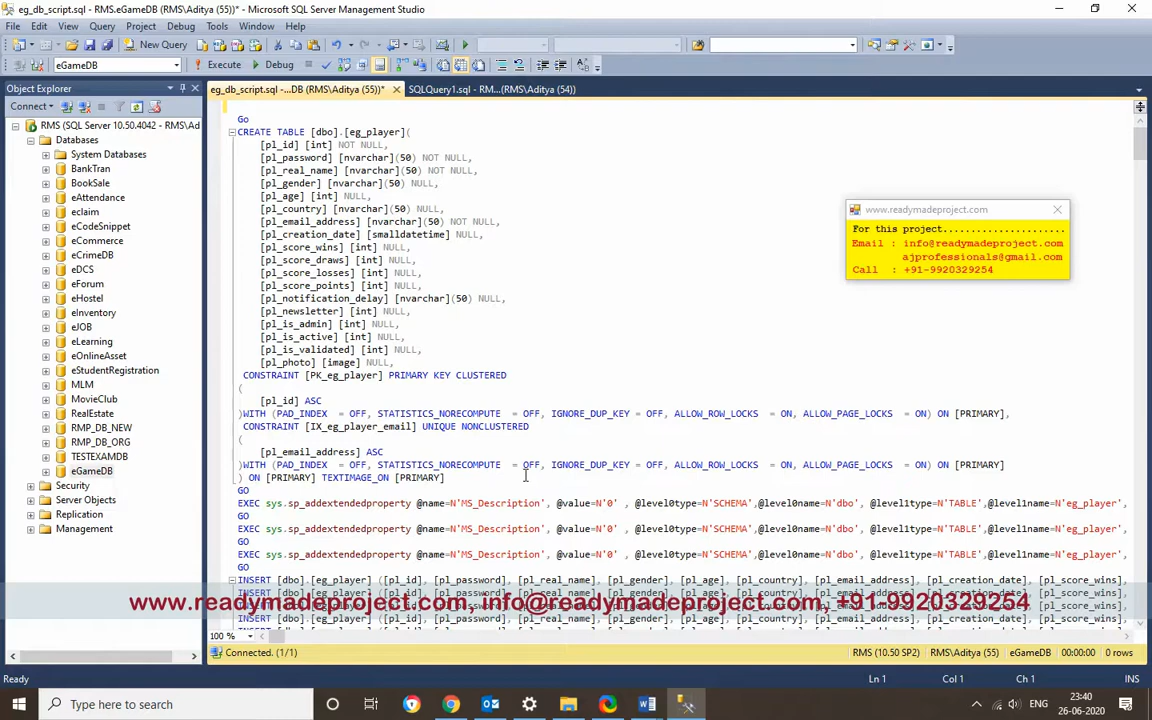 eg_db_script.sql - RMS.eGameDB (RMS\Aditya (55))* - Microsoft SQL Server Management Studio
File Edit View Query Project Debug Tools Window Help
New Query
eGameDB Execute Debug
Object Explorer
Connect
RMS (SQL Server 10.50.4042 - RMS\Ad
Databases
System Databases
BankTran
BookSale
eAttendance
eclaim
eCodeSnippet
eCommerce
eCrimeDB
eDCS
eForum
eHostel
eInventory
eJOB
eLearning
eOnlineAsset
eStudentRegistration
MLM
MovieClub
RealEstate
RMP_DB_NEW
RMP_DB_ORG
TESTEXAMDB
eGameDB
Security
Server Objects
Replication
Management
eg_db_script.sql -...DB (RMS\Aditya (55))* SQLQuery1.sql - RM...(RMS\Aditya (54))
Go
CREATE TABLE [dbo].[eg_player](
[pl_id] [int] NOT NULL,
[pl_password] [nvarchar](50) NOT NULL,
[pl_real_name] [nvarchar](50) NOT NULL,
[pl_gender] [nvarchar](50) NULL,
[pl_age] [int] NULL,
[pl_country] [nvarchar](50) NULL,
[pl_email_address] [nvarchar](50) NOT NULL,
[pl_creation_date] [smalldatetime] NULL,
[pl_score_wins] [int] NULL,
[pl_score_draws] [int] NULL,
[pl_score_losses] [int] NULL,
[pl_score_points] [int] NULL,
[pl_notification_delay] [nvarchar](50) NULL,
[pl_newsletter] [int] NULL,
[pl_is_admin] [int] NULL,
[pl_is_active] [int] NULL,
[pl_is_validated] [int] NULL,
[pl_photo] [image] NULL,
CONSTRAINT [PK_eg_player] PRIMARY KEY CLUSTERED
(
[pl_id] ASC
)WITH (PAD_INDEX = OFF, STATISTICS_NORECOMPUTE = OFF, IGNORE_DUP_KEY = OFF, ALLOW_ROW_LOCKS = ON, ALLOW_PAGE_LOCKS = ON) ON [PRIMARY],
CONSTRAINT [IX_eg_player_email] UNIQUE NONCLUSTERED
(
[pl_email_address] ASC
)WITH (PAD_INDEX = OFF, STATISTICS_NORECOMPUTE = OFF, IGNORE_DUP_KEY = OFF, ALLOW_ROW_LOCKS = ON, ALLOW_PAGE_LOCKS = ON) ON [PRIMARY]
) ON [PRIMARY] TEXTIMAGE_ON [PRIMARY]
GO
EXEC sys.sp_addextendedproperty @name=N'MS_Description', @value=N'0' , @level0type=N'SCHEMA',@level0name=N'dbo', @level1type=N'TABLE',@level1name=N'eg_player',
GO
EXEC sys.sp_addextendedproperty @name=N'MS_Description', @value=N'0' , @level0type=N'SCHEMA',@level0name=N'dbo', @level1type=N'TABLE',@level1name=N'eg_player',
GO
EXEC sys.sp_addextendedproperty @name=N'MS_Description', @value=N'0' , @level0type=N'SCHEMA',@level0name=N'dbo', @level1type=N'TABLE',@level1name=N'eg_player',
GO
INSERT [dbo].[eg_player] ([pl_id], [pl_password], [pl_real_name], [pl_gender], [pl_age], [pl_country], [pl_email_address], [pl_creation_date], [pl_score_wins],
www.readymadeproject.com, info@readymadeproject.com, +91-9920329254
www.readymadeproject.com
For this project......................
Email : info@readymadeproject.com
ajprofessionals@gmail.com
Call : +91-9920329254
100 %
Connected. (1/1) RMS (10.50 SP2) RMS\Aditya (55) eGameDB 00:00:00 0 rows
Ready Ln 1 Col 1 Ch 1 INS
Type here to search ENG 23:40
26-06-2020